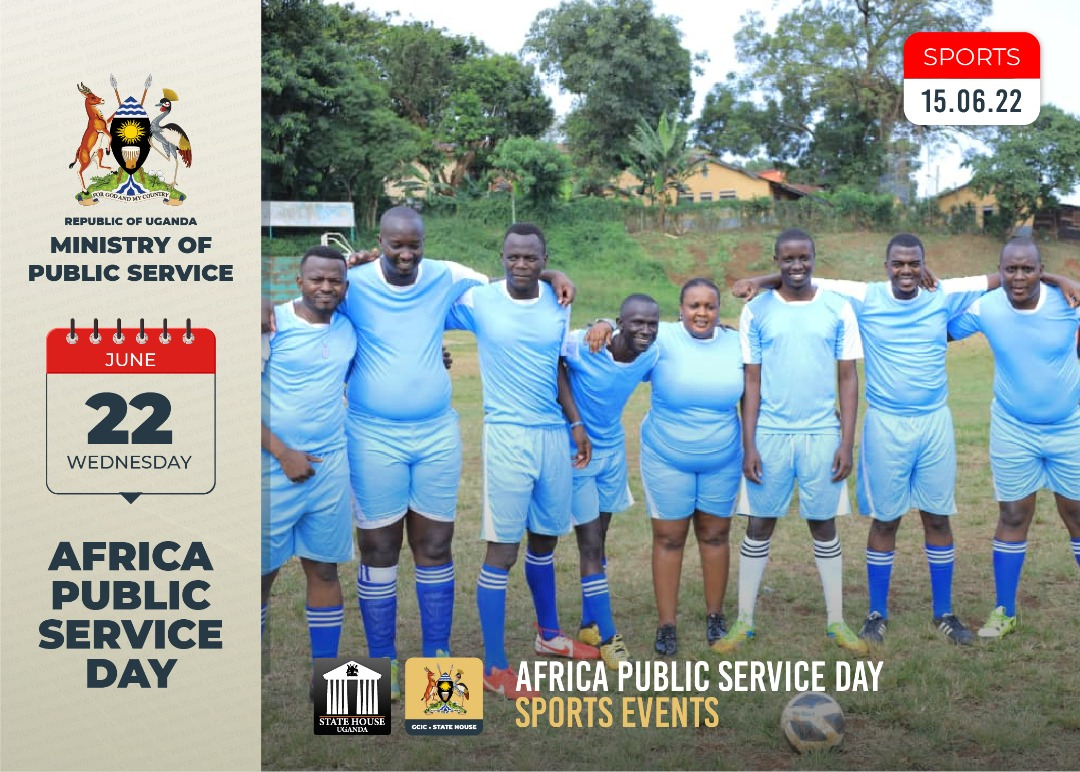 FOR GOD AND MY COUNTRY
REPUBLIC OF UGANDA
MINISTRY OF
PUBLIC SERVICE
JUNE
22
WEDNESDAY
AFRICA
PUBLIC
SERVICE
DAY
SPORTS
15.06.22
STATE HOUSE
UGANDA
GCIC - STATE HOUSE
AFRICA PUBLIC SERVICE DAY
SPORTS EVENTS